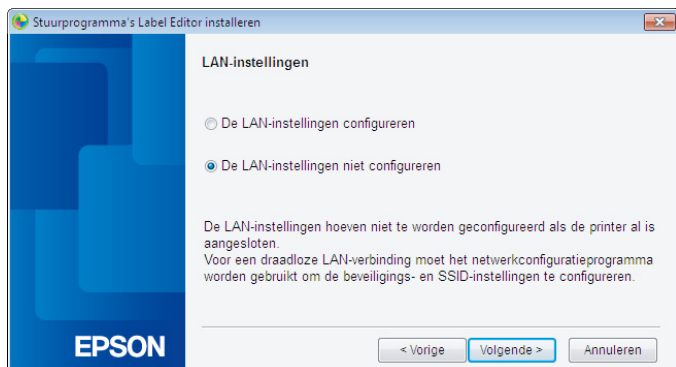 Stuurprogramma's Label Editor installeren
LAN-instellingen
De LAN-instellingen configureren
De LAN-instellingen niet configureren
De LAN-instellingen hoeven niet te worden geconfigureerd als de printer al is
aangesloten.
Voor een draadloze LAN-verbinding moet het netwerkconfiguratieprogramma
worden gebruikt om de beveiligings- en SSID-instellingen te configureren.
EPSON
< Vorige
Volgende >
Annuleren